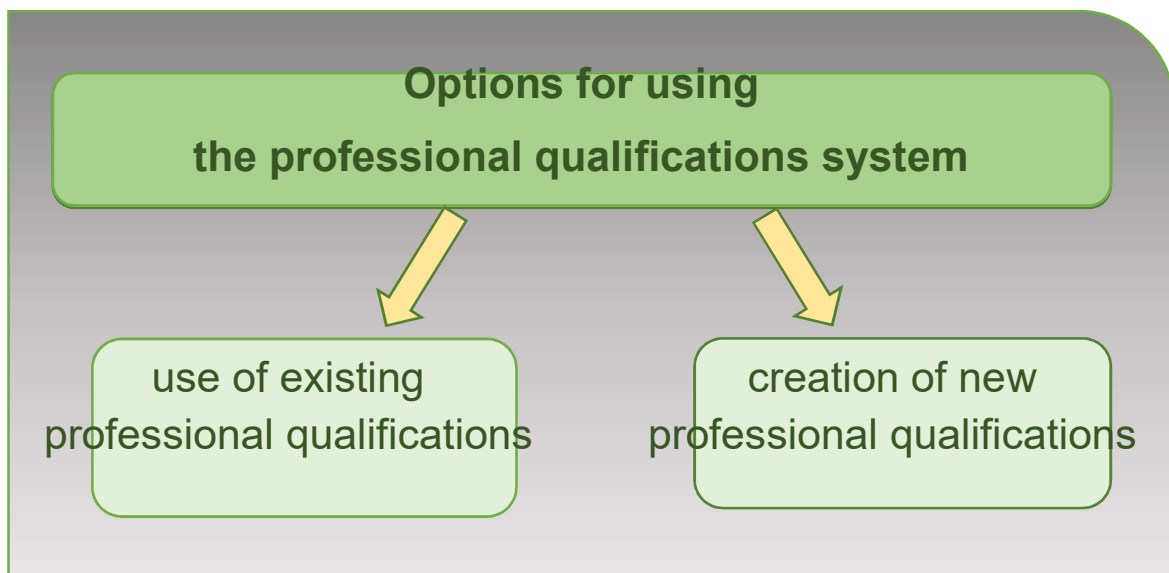 Options for using
the professional qualifications system
use of existing
professional qualifications
creation of new
professional qualifications